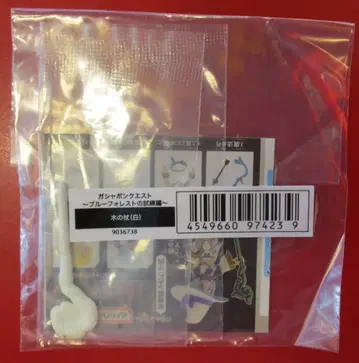 ガシャポンクエスト
〜ブルーフォレストの試練編〜
木の杖(白)
9036738
4549660 97423 9